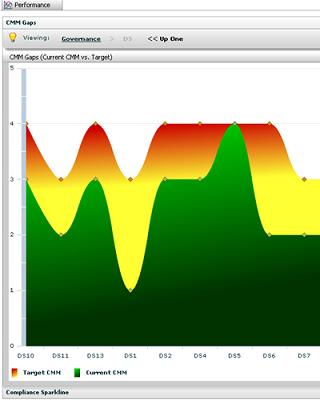 Performance
CMM Gaps
Viewing: Governance > DS << Up One
CMM Gaps (Current CMM vs. Target)
5
4
3
2
1
0
DS10 DS11 DS13 DS1 DS2 DS4 DS5 DS6 DS7
Target CMM Current CMM
Compliance Sparkline